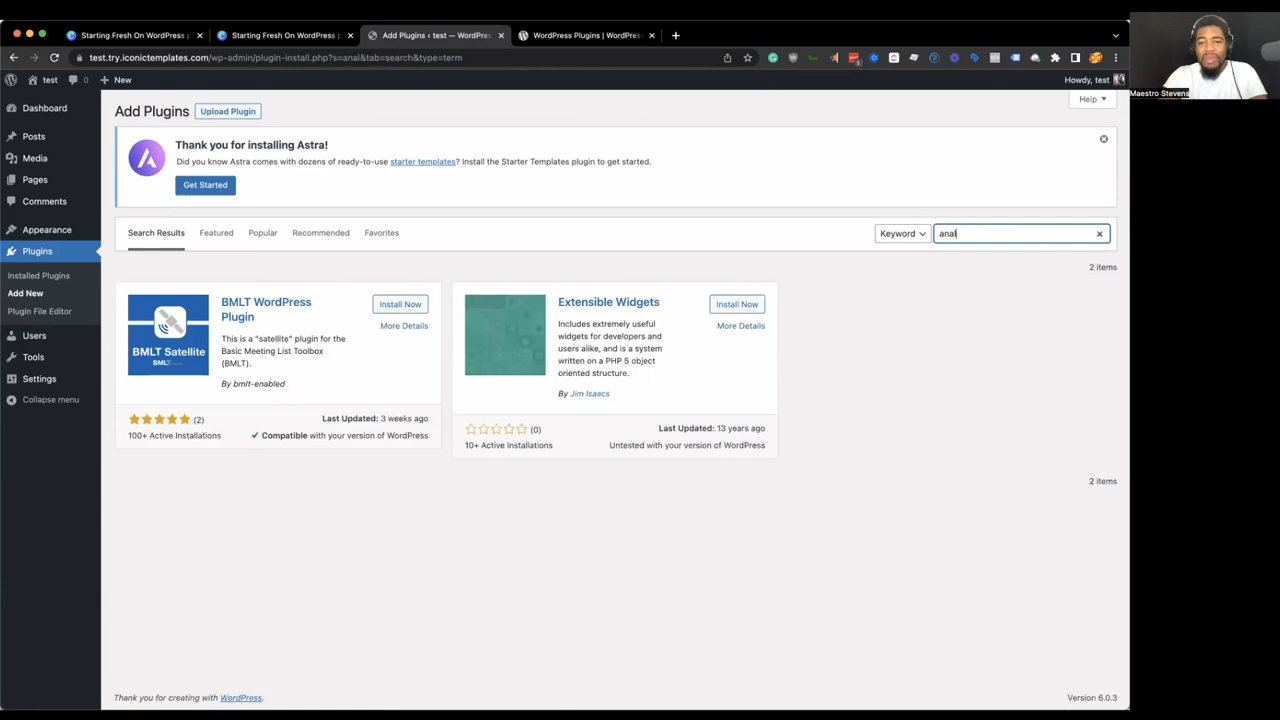 Starting Fresh On WordPress p
Starting Fresh On WordPress p
Add Plugins ‹ test — WordPres
WordPress Plugins | WordPress
test.try.iconictemplates.com/wp-admin/plugin-install.php?s=anal&tab=search&type=term
test
0
New
Howdy, test
Maestro Stevens
Dashboard
Posts
Media
Pages
Comments
Appearance
Plugins
Installed Plugins
Add New
Plugin File Editor
Users
Tools
Settings
Collapse menu
Add Plugins
Upload Plugin
Help
Thank you for installing Astra!
Did you know Astra comes with dozens of ready-to-use starter templates? Install the Starter Templates plugin to get started.
Get Started
Search Results
Featured
Popular
Recommended
Favorites
Keyword
anal
2 items
BMLT Satellite
BMLT
BMLT WordPress
Plugin
Install Now
More Details
This is a "satellite" plugin for the
Basic Meeting List Toolbox
(BMLT).
By bmlt-enabled
(2)
Last Updated: 3 weeks ago
100+ Active Installations
Compatible with your version of WordPress
Extensible Widgets
Install Now
More Details
Includes extremely useful
widgets for developers and
users alike, and is a system
written on a PHP 5 object
oriented structure.
By Jim Isaacs
(0)
Last Updated: 13 years ago
10+ Active Installations
Untested with your version of WordPress
2 items
Thank you for creating with WordPress.
Version 6.0.3